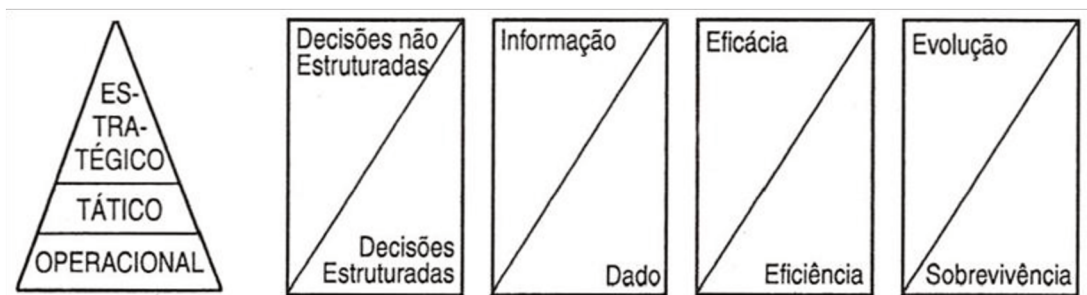 ES-
TRA-
TÉGICO
TÁTICO
OPERACIONAL
Decisões não
Estruturadas
Decisões
Estruturadas
Informação
Dado
Eficácia
Eficiência
Evolução
Sobrevivência